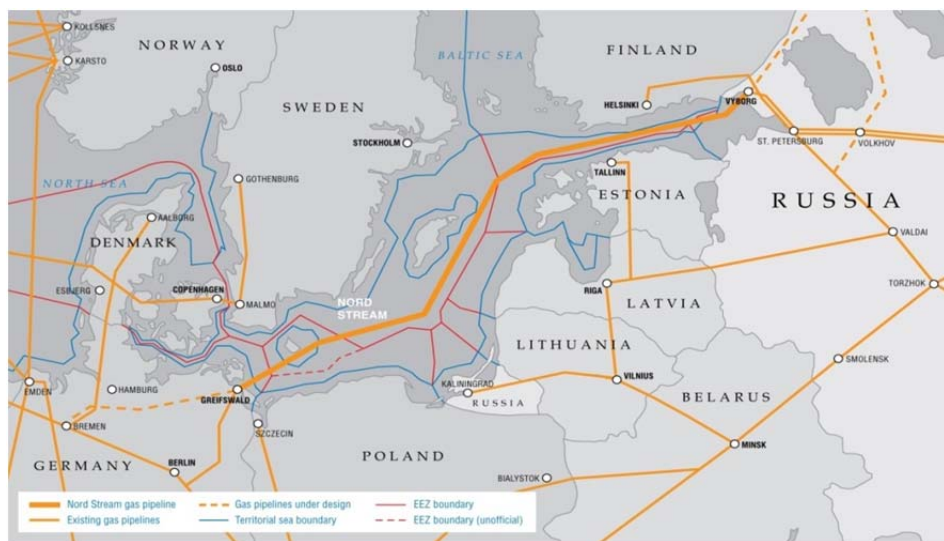 KOLLSNES
KARSTO
NORWAY
OSLO
SWEDEN
BALTIC SEA
FINLAND
HELSINKI
VYBORG
STOCKHOLM
ST. PETERSBURG
VOLKHOV
NORTH SEA
GOTHENBURG
TALLINN
ESTONIA
RUSSIA
AALBORG
DENMARK
VALDAI
ESBJERG
COPENHAGEN
MALMO
NORD
STREAM
RIGA
LATVIA
TORZHOK
LITHUANIA
SMOLENSK
EMDEN
HAMBURG
GREIFSWALD
KALININGRAD
RUSSIA
VILNIUS
BELARUS
BREMEN
SZCZECIN
MINSK
GERMANY
BERLIN
POLAND
BIALYSTOK
Nord Stream gas pipeline
Gas pipelines under design
EEZ boundary
Existing gas pipelines
Territorial sea boundary
EEZ boundary (unofficial)